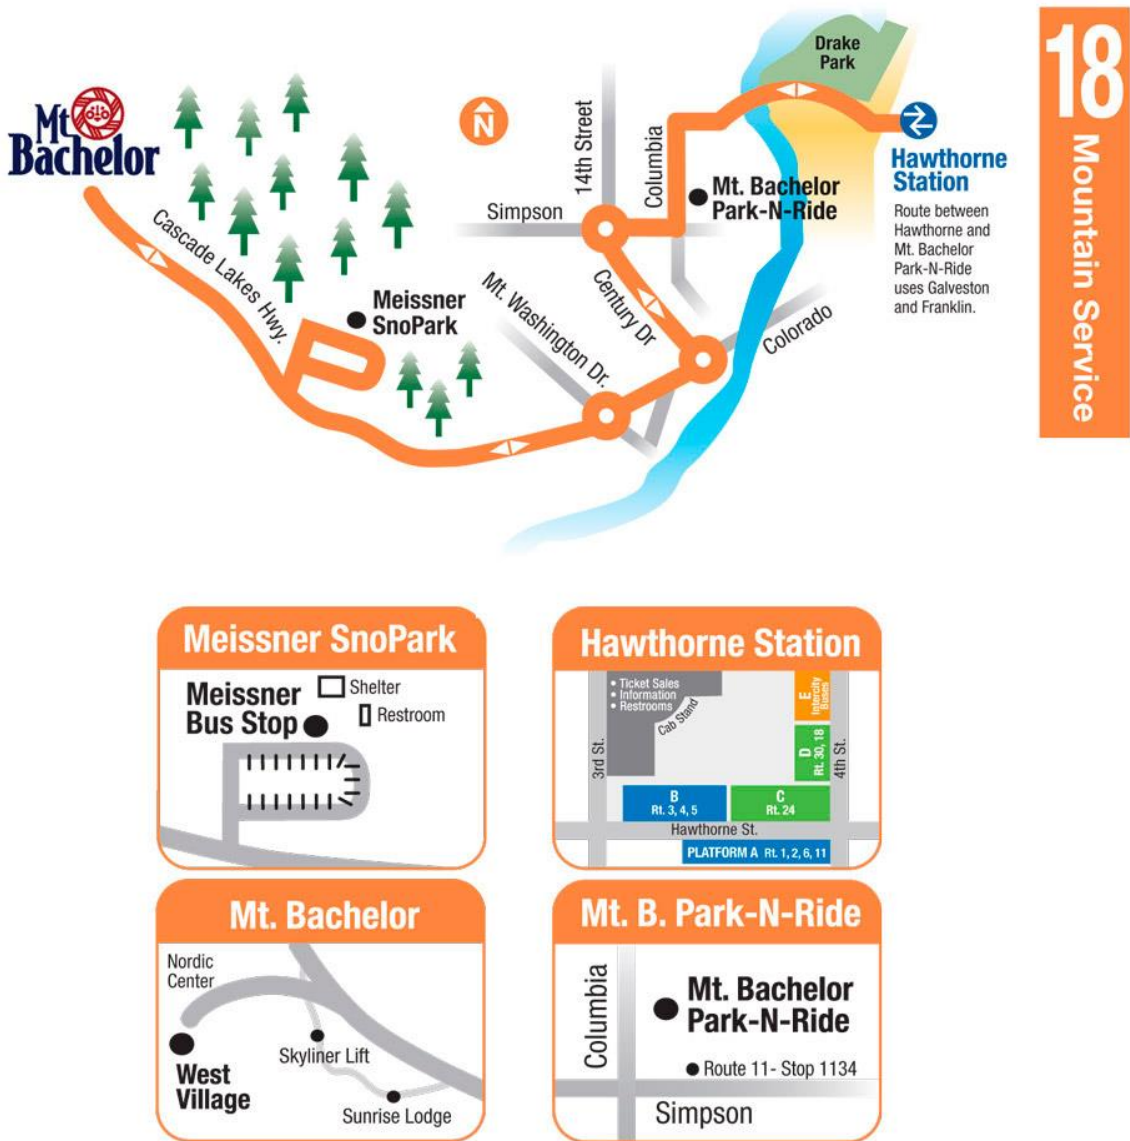 18
Mountain Service
Mt.
Bachelor
N
Drake
Park
14th Street
Columbia
Simpson
Mt. Bachelor
Park-N-Ride
Hawthorne
Station
Route between
Hawthorne and
Mt. Bachelor
Park-N-Ride
uses Galveston
and Franklin.
Cascade Lakes Hwy.
Meissner
SnoPark
Mt. Washington Dr.
Century Dr
Colorado
Meissner SnoPark
Meissner
Bus Stop
Shelter
Restroom
Hawthorne Station
• Ticket Sales
• Information
• Restrooms
Cab Stand
3rd St.
4th St.
E
Intercity
Buses
D
Rt. 30, 18
B
Rt. 3, 4, 5
C
Rt. 24
Hawthorne St.
PLATFORM A Rt. 1, 2, 6, 11
Mt. Bachelor
Nordic
Center
West
Village
Skyliner Lift
Sunrise Lodge
Mt. B. Park-N-Ride
Columbia
Mt. Bachelor
Park-N-Ride
Route 11- Stop 1134
Simpson